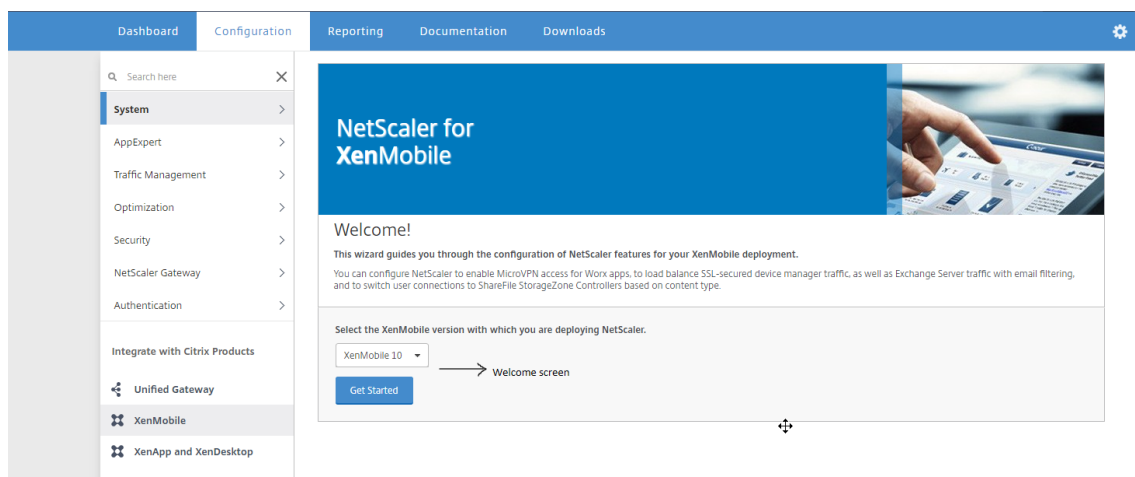 Dashboard
Configuration
Reporting
Documentation
Downloads
Search here
System
AppExpert
Traffic Management
Optimization
Security
NetScaler Gateway
Authentication
Integrate with Citrix Products
Unified Gateway
XenMobile
XenApp and XenDesktop
NetScaler for
XenMobile
Welcome!
This wizard guides you through the configuration of NetScaler features for your XenMobile deployment.
You can configure NetScaler to enable MicroVPN access for Worx apps, to load balance SSL-secured device manager traffic, as well as Exchange Server traffic with email filtering,
and to switch user connections to ShareFile StorageZone Controllers based on content type.
Select the XenMobile version with which you are deploying NetScaler.
XenMobile 10
Welcome screen
Get Started